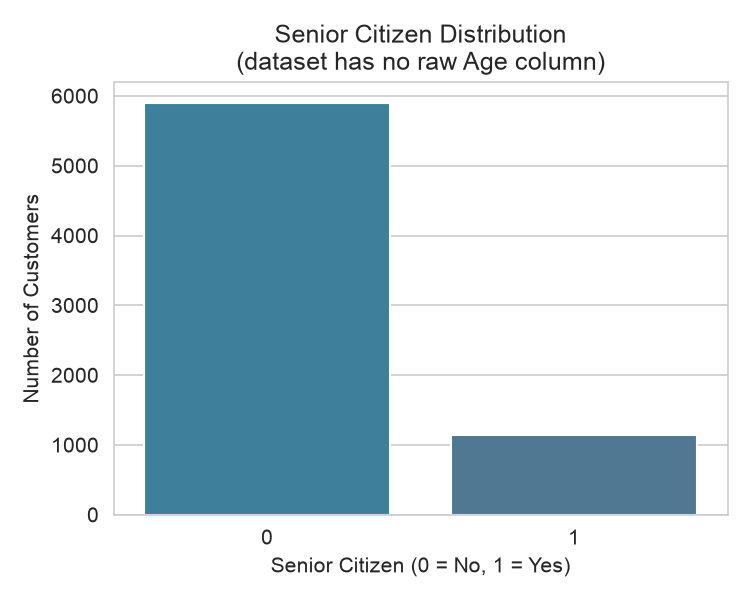 Senior Citizen Distribution
(dataset has no raw Age column)
6000
5000
4000
3000
2000
1000
0
Number of Customers
0
1
Senior Citizen (0 = No, 1 = Yes)